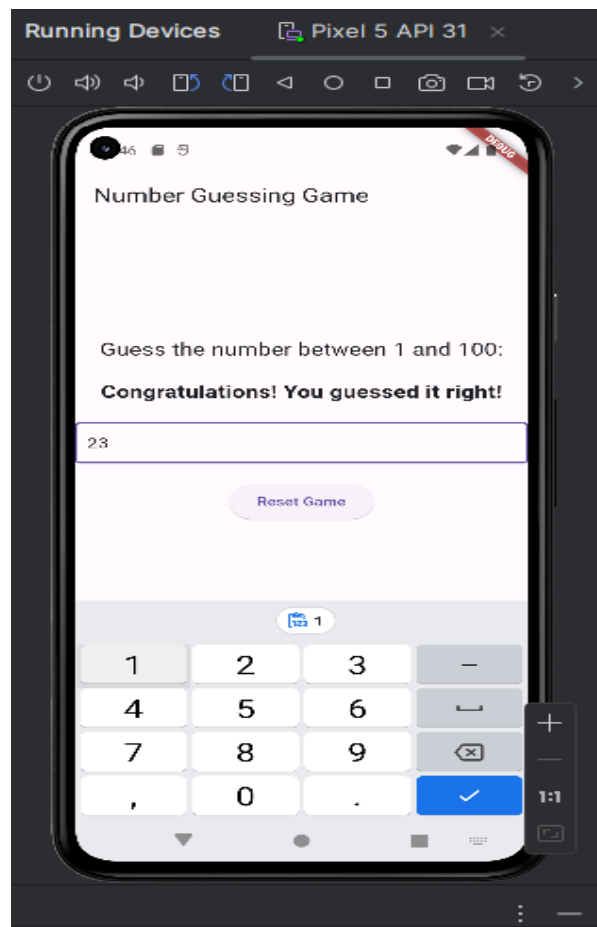 Running Devices Pixel 5 API 31
46
DEBUG
Number Guessing Game
Guess the number between 1 and 100:
Congratulations! You guessed it right!
23
Reset Game
123 1
1 2 3 –
4 5 6
7 8 9
, 0 .
1:1